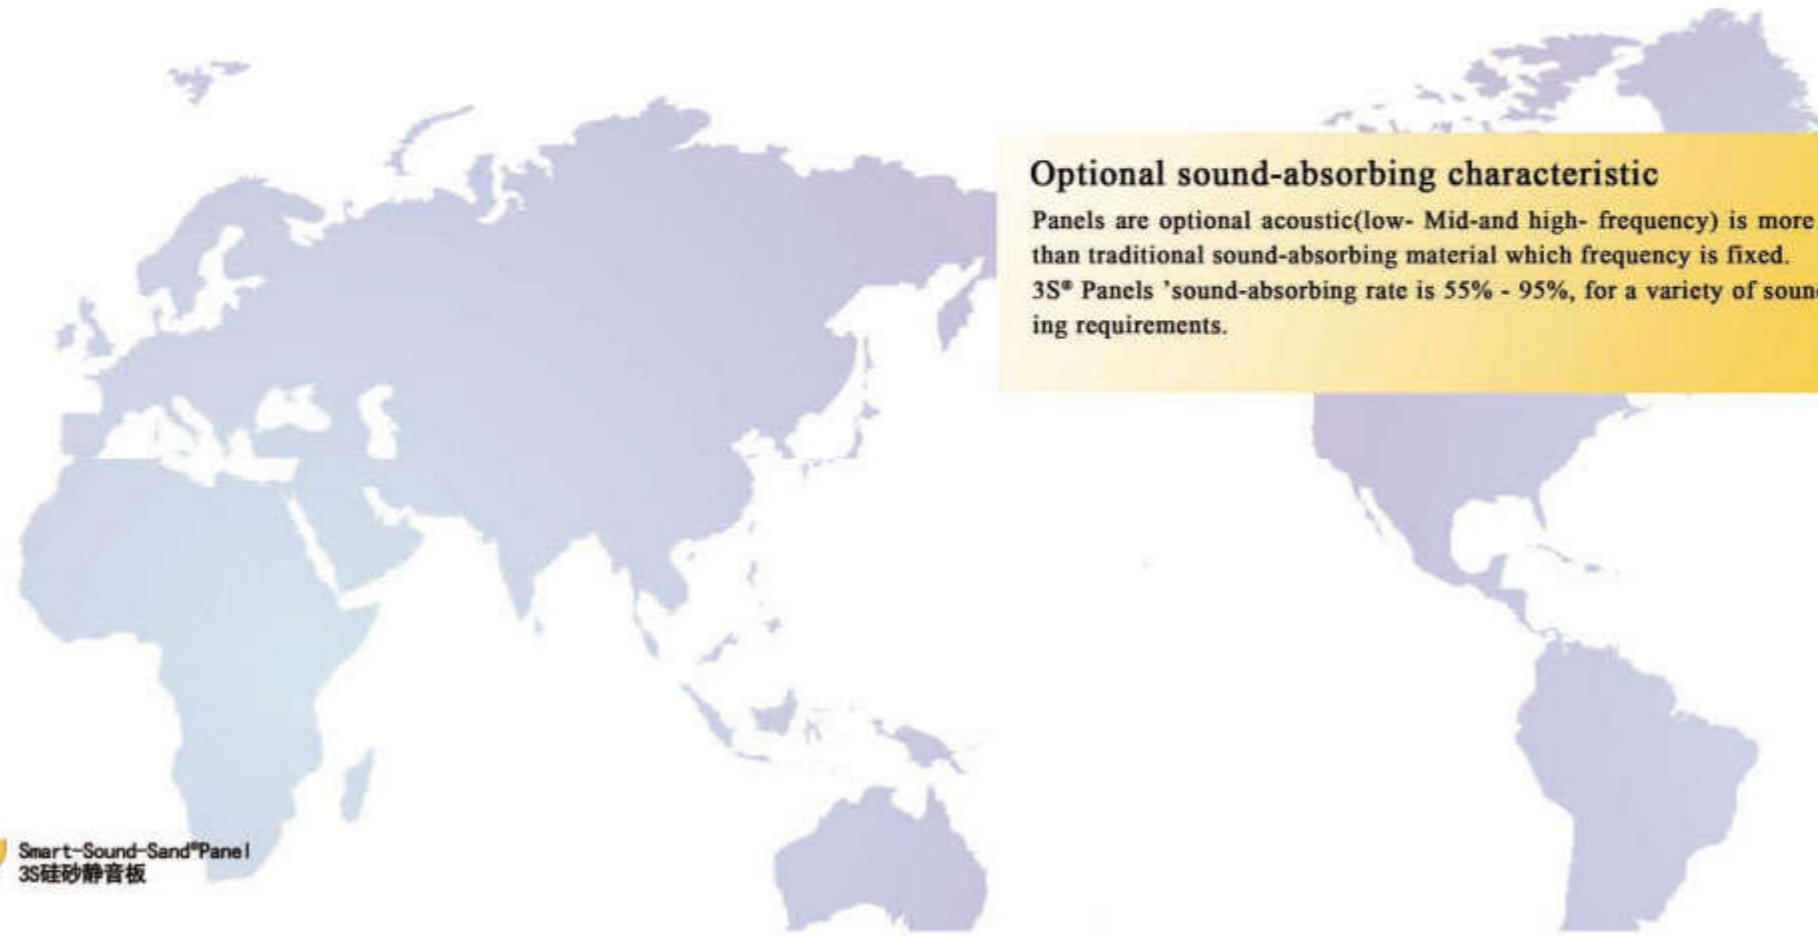 Optional sound-absorbing characteristic
Panels are optional acoustic(low- Mid-and high- frequency) is more
than traditional sound-absorbing material which frequency is fixed.
3S® Panels 'sound-absorbing rate is 55% - 95%, for a variety of
ing requirements.
Smart-Sound-Sand®Panel
3S硅砂静音板